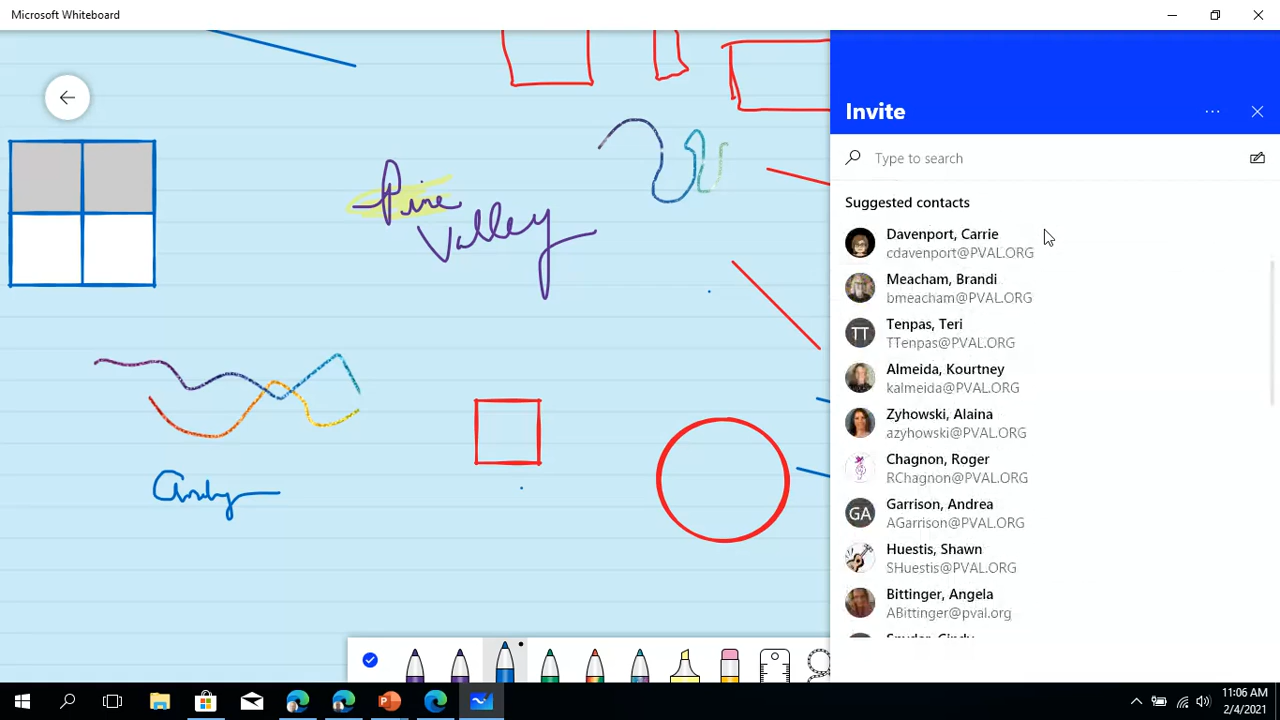 Microsoft Whiteboard
Invite
Type to search
Suggested contacts
Davenport, Carrie
cdavenport@PVAL.ORG
Meacham, Brandi
bmeacham@PVAL.ORG
TT
Tenpas, Teri
TTenpas@PVAL.ORG
Almeida, Kourtney
kalmeida@PVAL.ORG
Zyhowski, Alaina
azyhowski@PVAL.ORG
Chagnon, Roger
RChagnon@PVAL.ORG
GA
Garrison, Andrea
AGarrison@PVAL.ORG
Huestis, Shawn
SHuestis@PVAL.ORG
Bittinger, Angela
ABittinger@pval.org
Pine
Valley
Andy
11:06 AM
2/4/2021